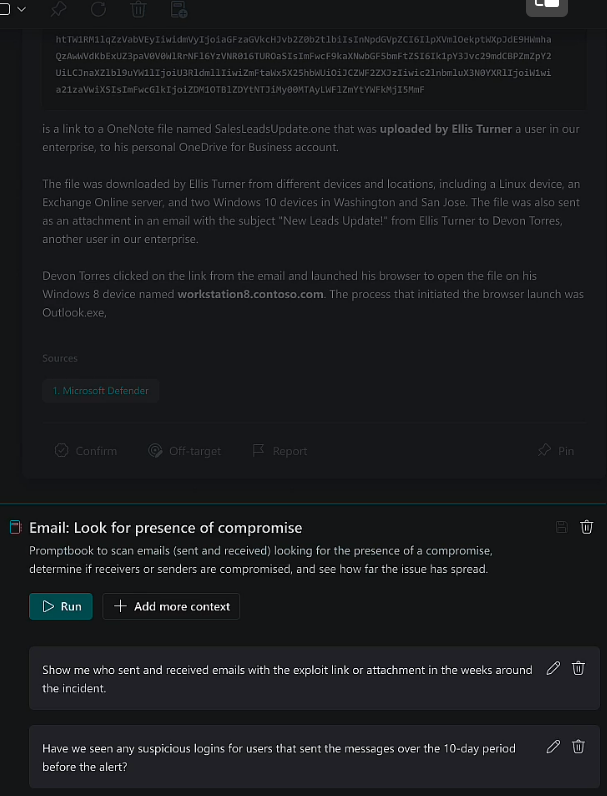 is a link to a OneNote file named SalesLeadsUpdate.one that was uploaded by Ellis Turner a user in our
enterprise, to his personal OneDrive for Business account.
The file was downloaded by Ellis Turner from different devices and locations, including a Linux device, an
Exchange Online server, and two Windows 10 devices in Washington and San Jose. The file was also sent
as an attachment in an email with the subject "New Leads Update!" from Ellis Turner to Devon Torres,
another user in our enterprise.
Devon Torres clicked on the link from the email and launched his browser to open the file on his
Windows 8 device named workstation8.contoso.com. The process that initiated the browser launch was
Outlook.exe,
Sources
1. Microsoft Defender
Confirm Off-target Report Pin
Email: Look for presence of compromise
Promptbook to scan emails (sent and received) looking for the presence of a compromise,
determine if receivers or senders are compromised, and see how far the issue has spread.
Run Add more context
Show me who sent and received emails with the exploit link or attachment in the weeks around
the incident.
Have we seen any suspicious logins for users that sent the messages over the 10-day period
before the alert?